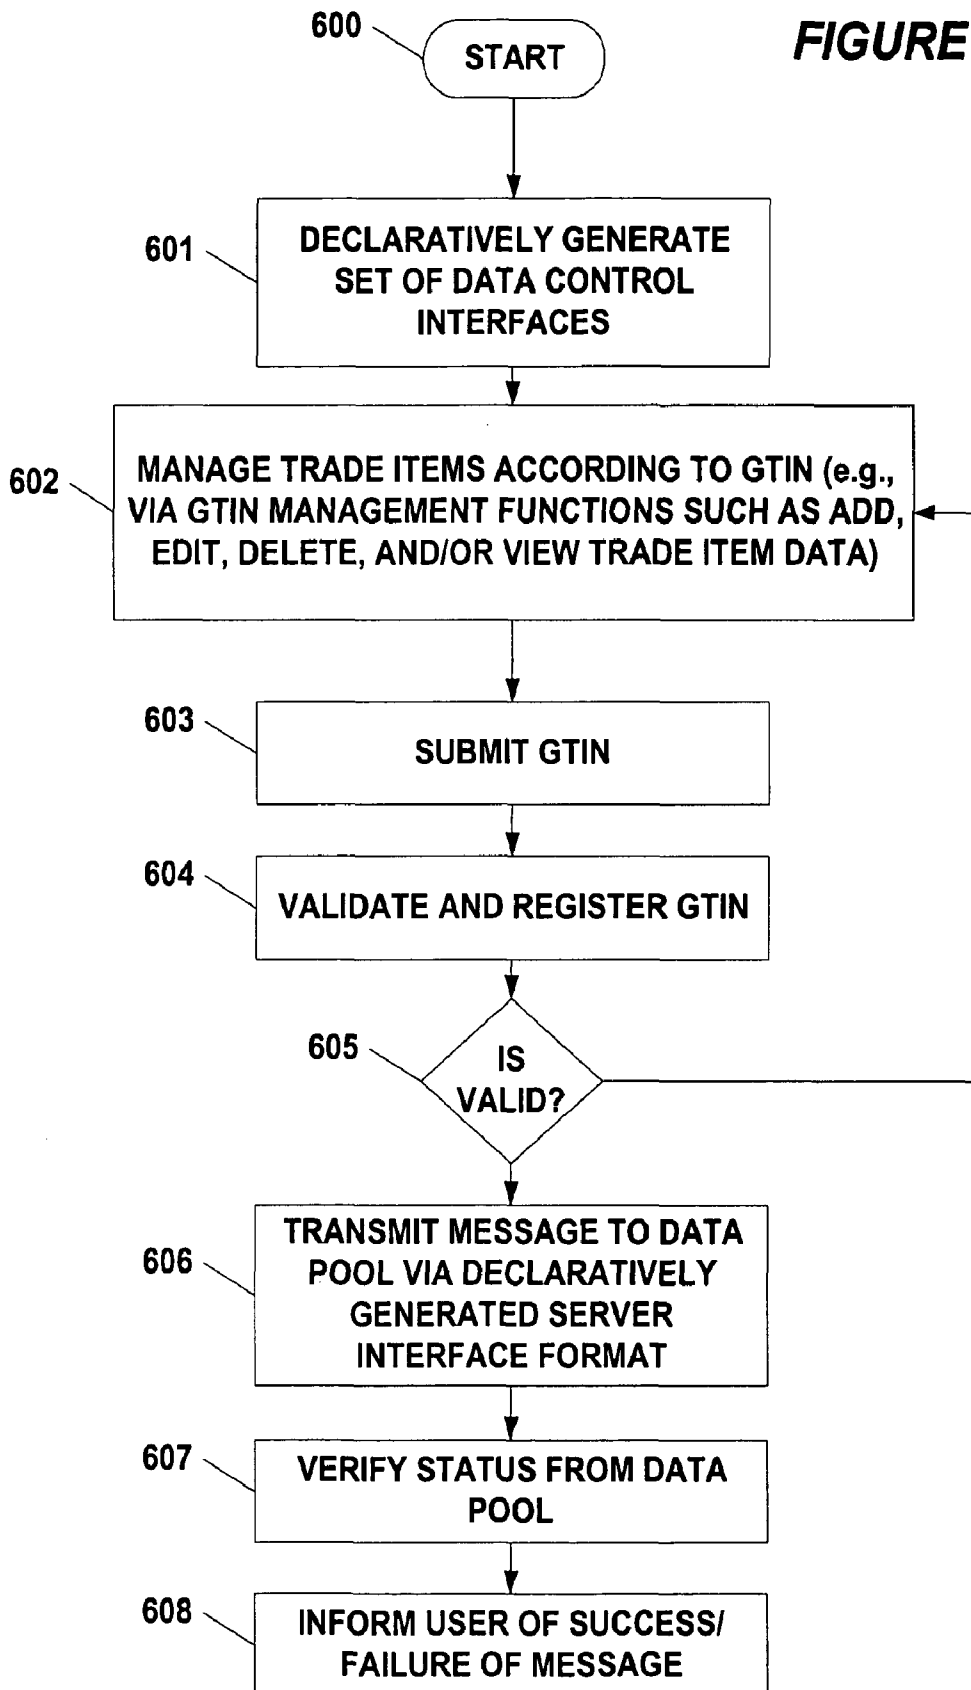 600
START
FIGURE
601
DECLARATIVELY GENERATE
SET OF DATA CONTROL
INTERFACES
602
MANAGE TRADE ITEMS ACCORDING TO GTIN (e.g.,
VIA GTIN MANAGEMENT FUNCTIONS SUCH AS ADD,
EDIT, DELETE, AND/OR VIEW TRADE ITEM DATA)
603
SUBMIT GTIN
604
VALIDATE AND REGISTER GTIN
605
IS
VALID?
606
TRANSMIT MESSAGE TO DATA
POOL VIA DECLARATIVELY
GENERATED SERVER
INTERFACE FORMAT
607
VERIFY STATUS FROM DATA
POOL
608
INFORM USER OF SUCCESS/
FAILURE OF MESSAGE